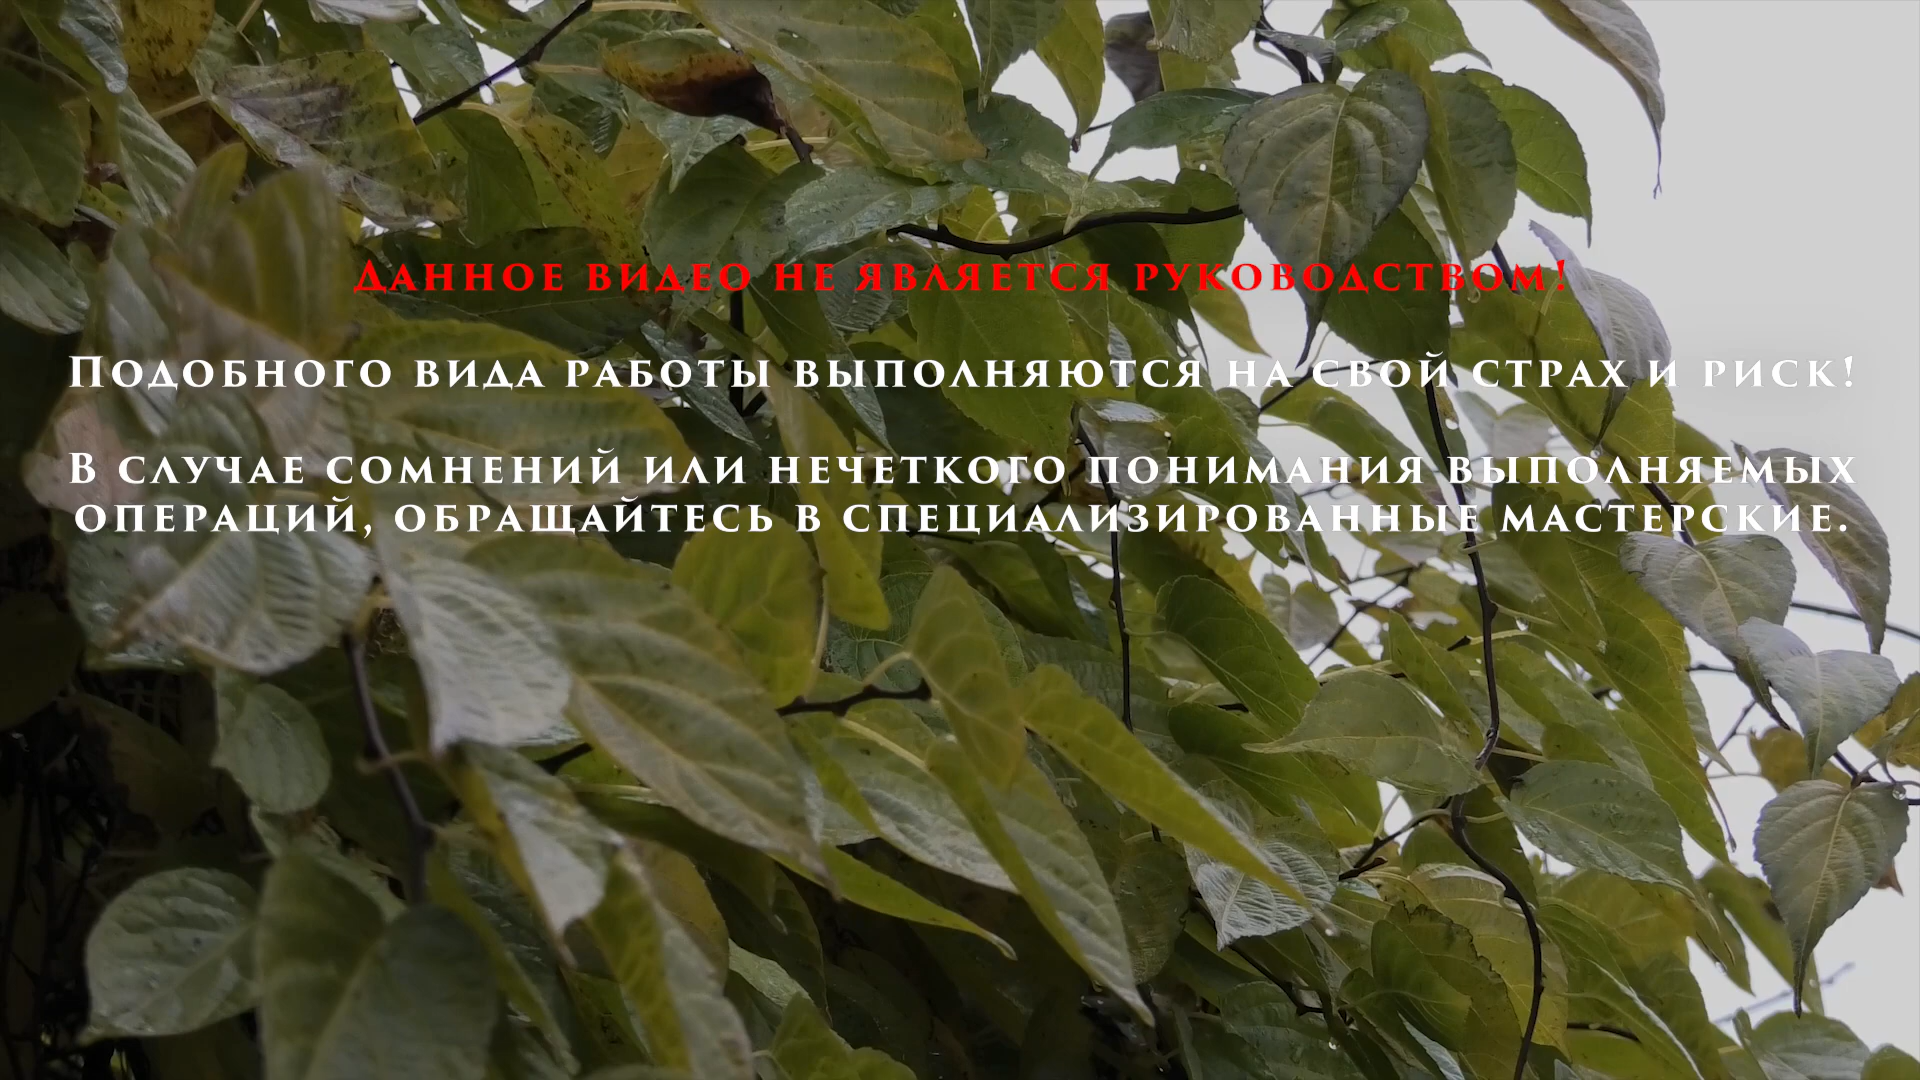 Данное видео не является руководством!
Подобного вида работы выполняются на свой страх и риск!
В случае сомнений или нечеткого понимания выполняемых
операций, обращайтесь в специализированные мастерские.